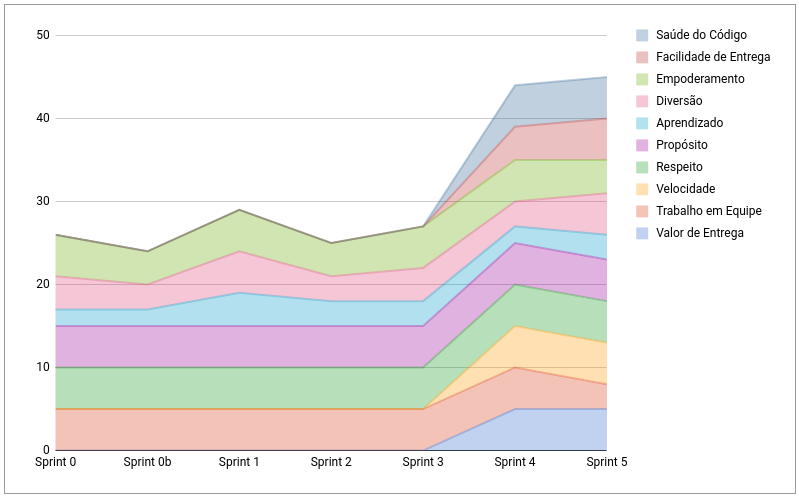 50
40
30
20
10
0
Sprint 0 Sprint 0b Sprint 1 Sprint 2 Sprint 3 Sprint 4 Sprint 5
Saúde do Código
Facilidade de Entrega
Empoderamento
Diversão
Aprendizado
Propósito
Respeito
Velocidade
Trabalho em Equipe
Valor de Entrega